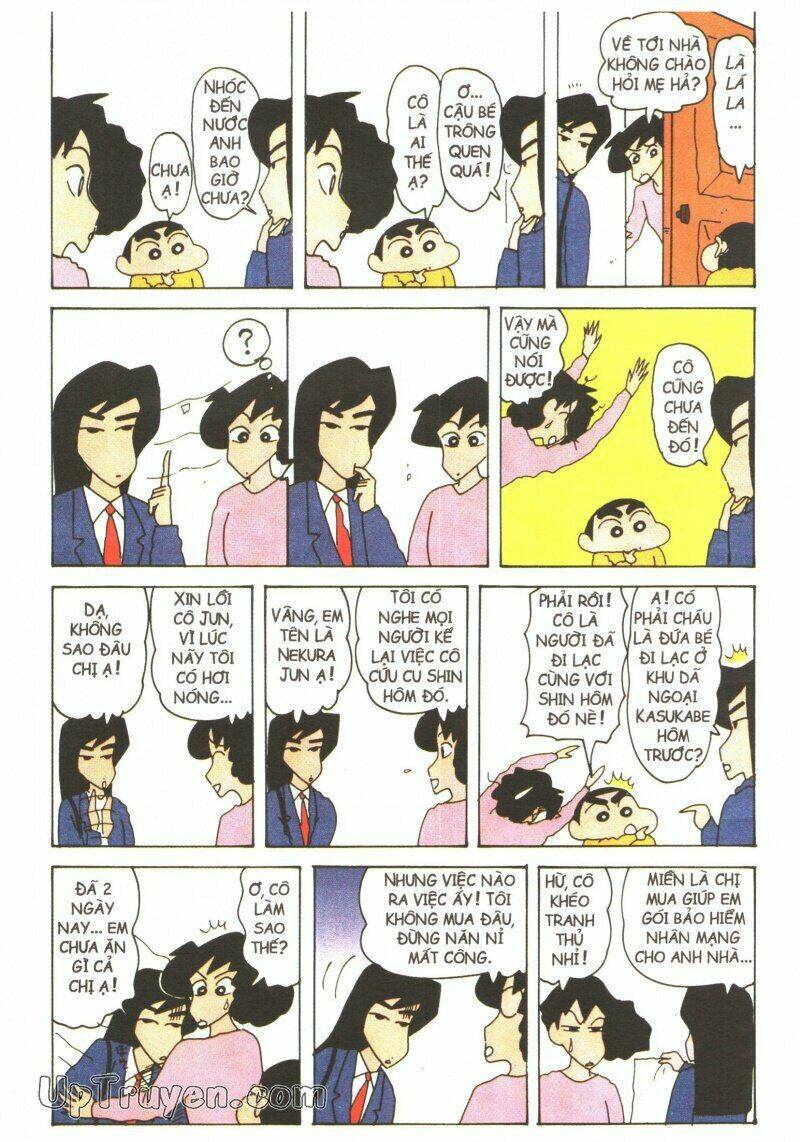 LÀ
LÁ
LA
...
VỀ TỚI NHÀ
KHÔNG CHÀO
HỎI MẸ HẢ?
Ơ...
CẬU BÉ
TRÔNG
QUEN
QUÁ!
CÔ
LÀ AI
THẾ
Ạ?
NHÓC
ĐẾN
NƯỚC
ANH
BAO
GIỜ
CHƯA?
CHƯA
Ạ!
CÔ
CŨNG
CHƯA
ĐẾN
ĐÓ!
VẬY MÀ
CŨNG
NÓI
ĐƯỢC!
?
A! CÓ
PHẢI CHÁU
LÀ ĐỨA BÉ
ĐI LẠC Ở
KHU DÃ
NGOẠI
KASUKABE
HÔM
TRƯỚC?
PHẢI RỒI!
CÔ LÀ
NGƯỜI ĐÃ
ĐI LẠC
CÙNG VỚI
SHIN HÔM
ĐÓ NÈ!
TÔI CÓ
NGHE MỌI
NGƯỜI KỂ
LẠI VIỆC CÔ
CỨU CU SHIN
HÔM ĐÓ.
VÂNG, EM
TÊN LÀ
NEKURA
JUN Ạ!
XIN LỖI
CÔ JUN,
VÌ LÚC
NÃY TÔI
CÓ HƠI
NÓNG...
DẠ,
KHÔNG
SAO ĐÂU
CHỊ Ạ!
MIỄN LÀ CHỊ
MUA GIÚP EM
GÓI BẢO HIỂM
NHÂN MẠNG
CHO ANH NHÀ...
HỪ, CÔ
KHÉO
TRANH
THỦ
NHỈ!
NHƯNG VIỆC NÀO
RA VIỆC ẤY! TÔI
KHÔNG MUA ĐÂU,
ĐỪNG NĂN NỈ
MẤT CÔNG.
Ơ, CÔ
LÀM
SAO
THẾ?
ĐÃ 2
NGÀY
NAY... EM
CHƯA ĂN
GÌ CẢ
CHỊ Ạ!
UpTruyen.com